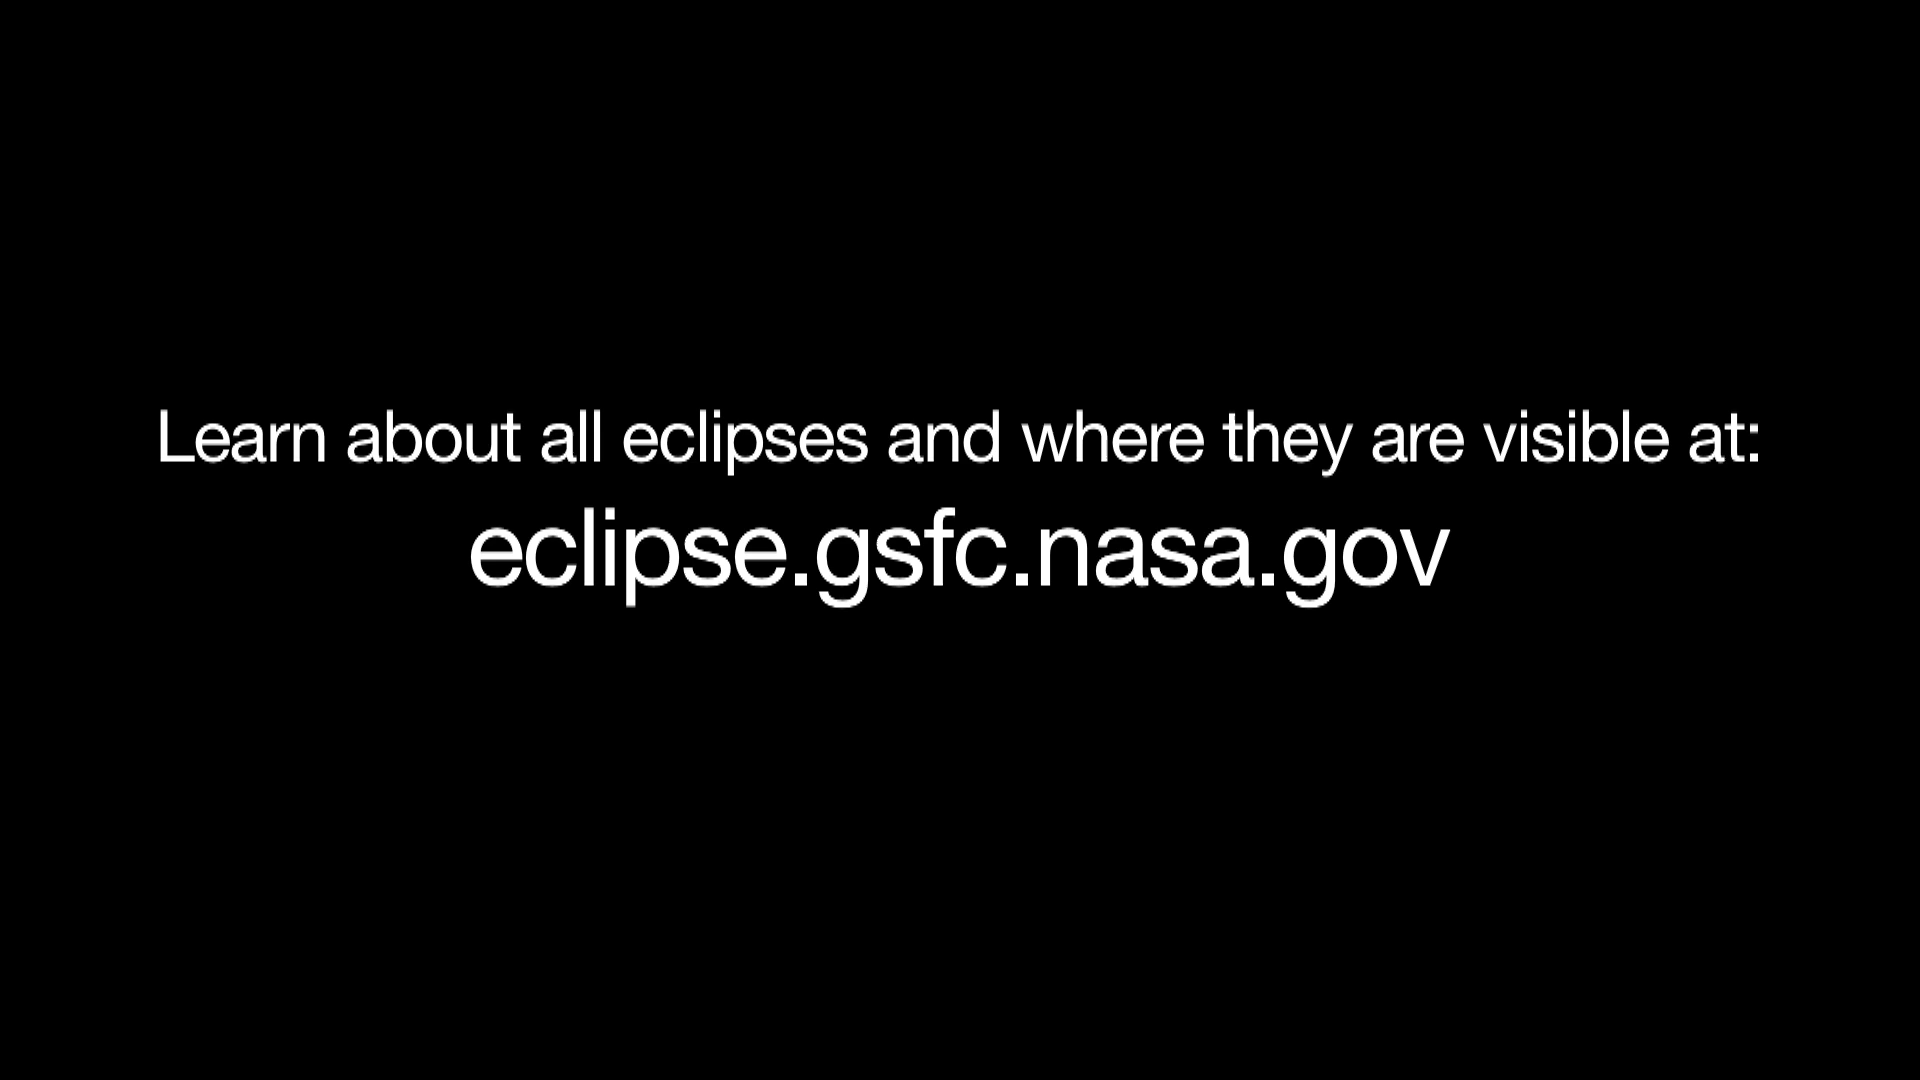 Learn about all eclipses and where they are visible at:
eclipse.gsfc.nasa.gov